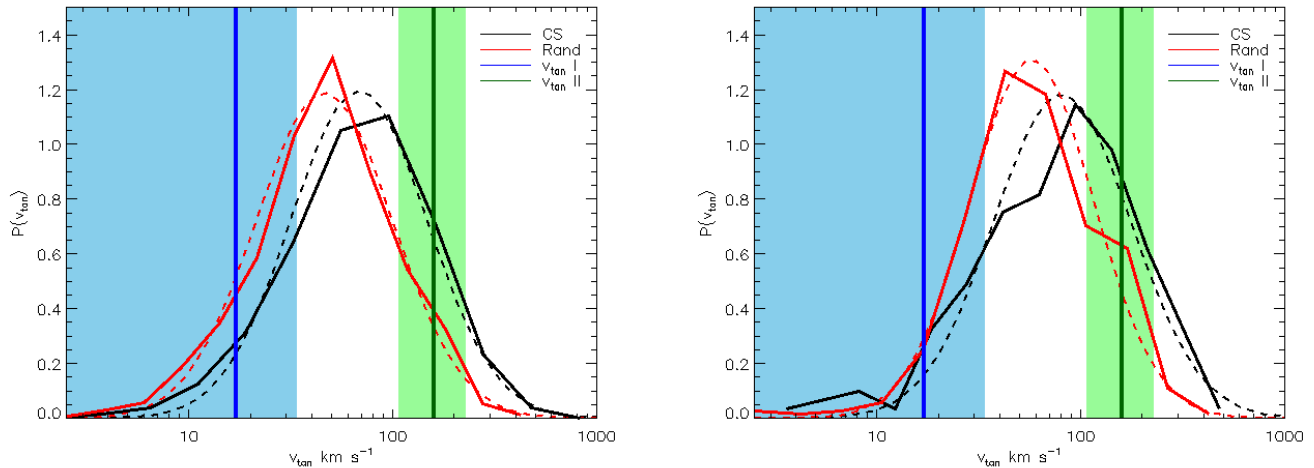 1.4
1.2
1.0
0.8
0.6
0.4
0.2
0.0
P(v_tan)
CS
Rand
v_tan I
v_tan II
10 100 1000
v_tan km s⁻¹
1.4
1.2
1.0
0.8
0.6
0.4
0.2
0.0
P(v_tan)
CS
Rand
v_tan I
v_tan II
10 100 1000
v_tan km s⁻¹